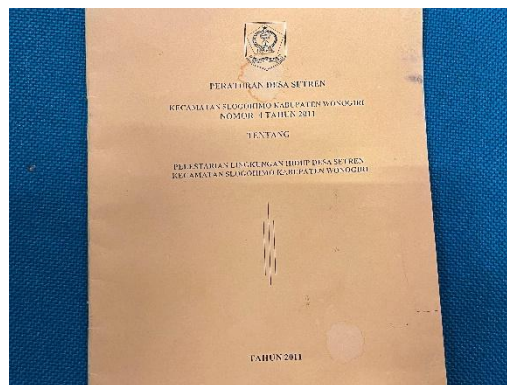 PERATURAN DESA SETREN
KECAMATAN SLOGOHIMO KABUPATEN WONOGIRI
NOMOR 4 TAHUN 2011
TENTANG
PELESTARIAN LINGKUNGAN HIDUP DESA SETREN
KECAMATAN SLOGOHIMO KABUPATEN WONOGIRI
TAHUN 2011